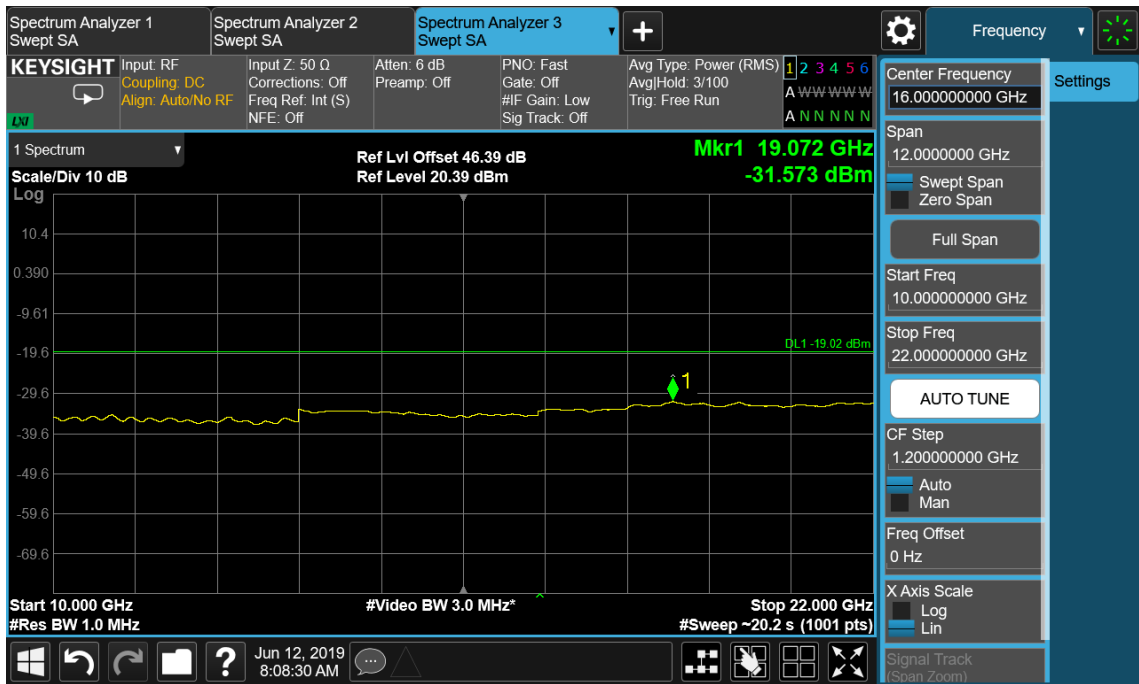 Spectrum Analyzer 1
Swept SA
Spectrum Analyzer 2
Swept SA
Spectrum Analyzer 3
Swept SA
Frequency
KEYSIGHT
LXI
Input: RF
Coupling: DC
Align: Auto/No RF
Input Z: 50 Ω
Corrections: Off
Freq Ref: Int (S)
NFE: Off
Atten: 6 dB
Preamp: Off
PNO: Fast
Gate: Off
#IF Gain: Low
Sig Track: Off
Avg Type: Power (RMS)
Avg|Hold: 3/100
Trig: Free Run
1 2 3 4 5 6
A W W W W W
A N N N N N
1 Spectrum
Scale/Div 10 dB
Log
Ref Lvl Offset 46.39 dB
Ref Level 20.39 dBm
Mkr1 19.072 GHz
-31.573 dBm
10.4
0.390
-9.61
-19.6
-29.6
-39.6
-49.6
-59.6
-69.6
DL1 -19.02 dBm
1
Start 10.000 GHz
#Res BW 1.0 MHz
#Video BW 3.0 MHz*
Stop 22.000 GHz
#Sweep ~20.2 s (1001 pts)
Center Frequency
16.000000000 GHz
Span
12.0000000 GHz
Swept Span
Zero Span
Full Span
Start Freq
10.000000000 GHz
Stop Freq
22.000000000 GHz
AUTO TUNE
CF Step
1.200000000 GHz
Auto
Man
Freq Offset
0 Hz
X Axis Scale
Log
Lin
Signal Track
(Span Zoom)
Settings
?
Jun 12, 2019
8:08:30 AM